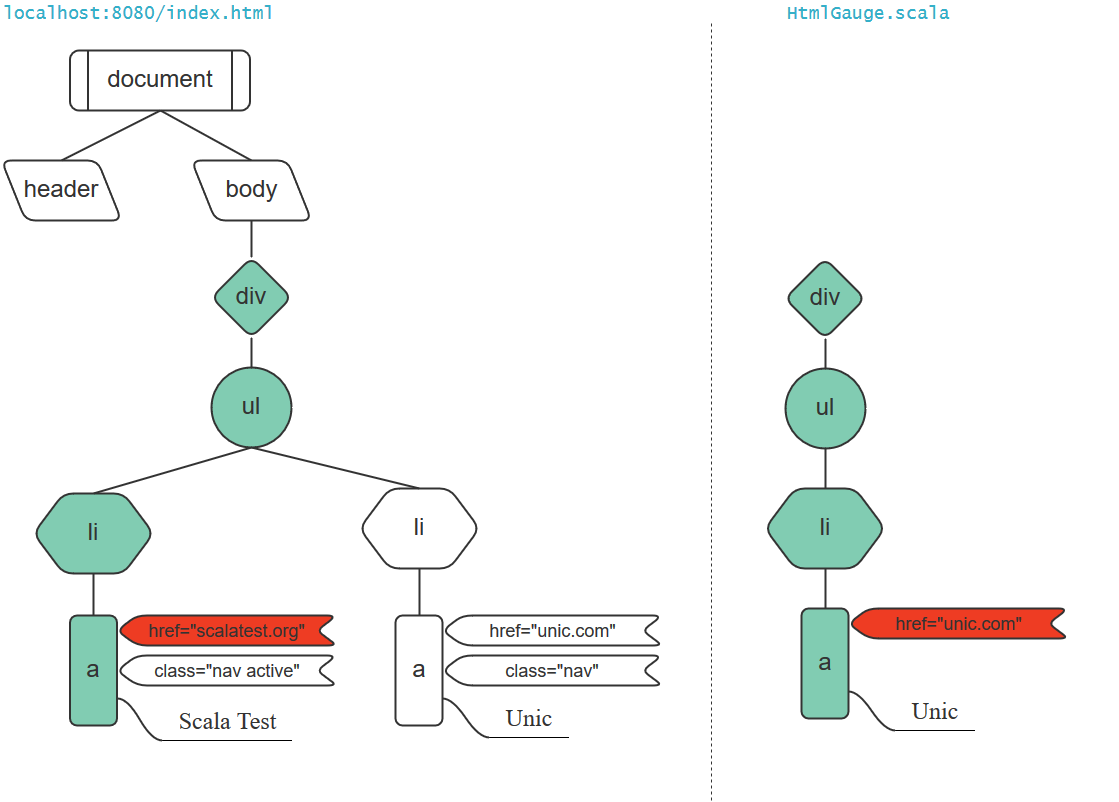 localhost:8080/index.html
HtmlGauge.scala
document
header
body
div
div
ul
ul
li
li
li
href="scalatest.org"
href="unic.com"
href="unic.com"
a
class="nav active"
a
class="nav"
a
Scala Test
Unic
Unic